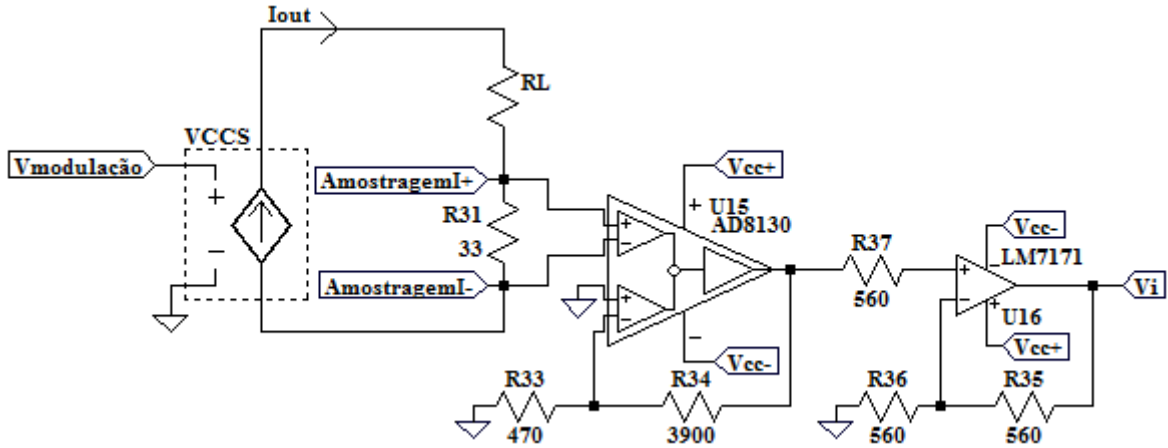 Iout
RL
VCCS
Vmodulação
+
−
AmostragemI+
R31
33
AmostragemI-
Vcc+
+
U15
AD8130
+
−
+
−
−
Vcc-
R33
470
R34
3900
R37
560
Vcc-
−
LM7171
+
−
+
U16
Vcc+
Vi
R36
560
R35
560